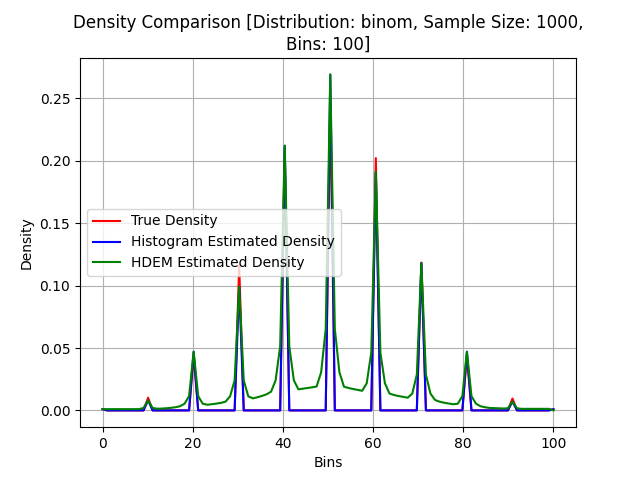 Density Comparison [Distribution: binom, Sample Size: 1000,
Bins: 100]
Density
0.25
0.20
0.15
0.10
0.05
0.00
True Density
Histogram Estimated Density
HDEM Estimated Density
0 20 40 60 80 100
Bins